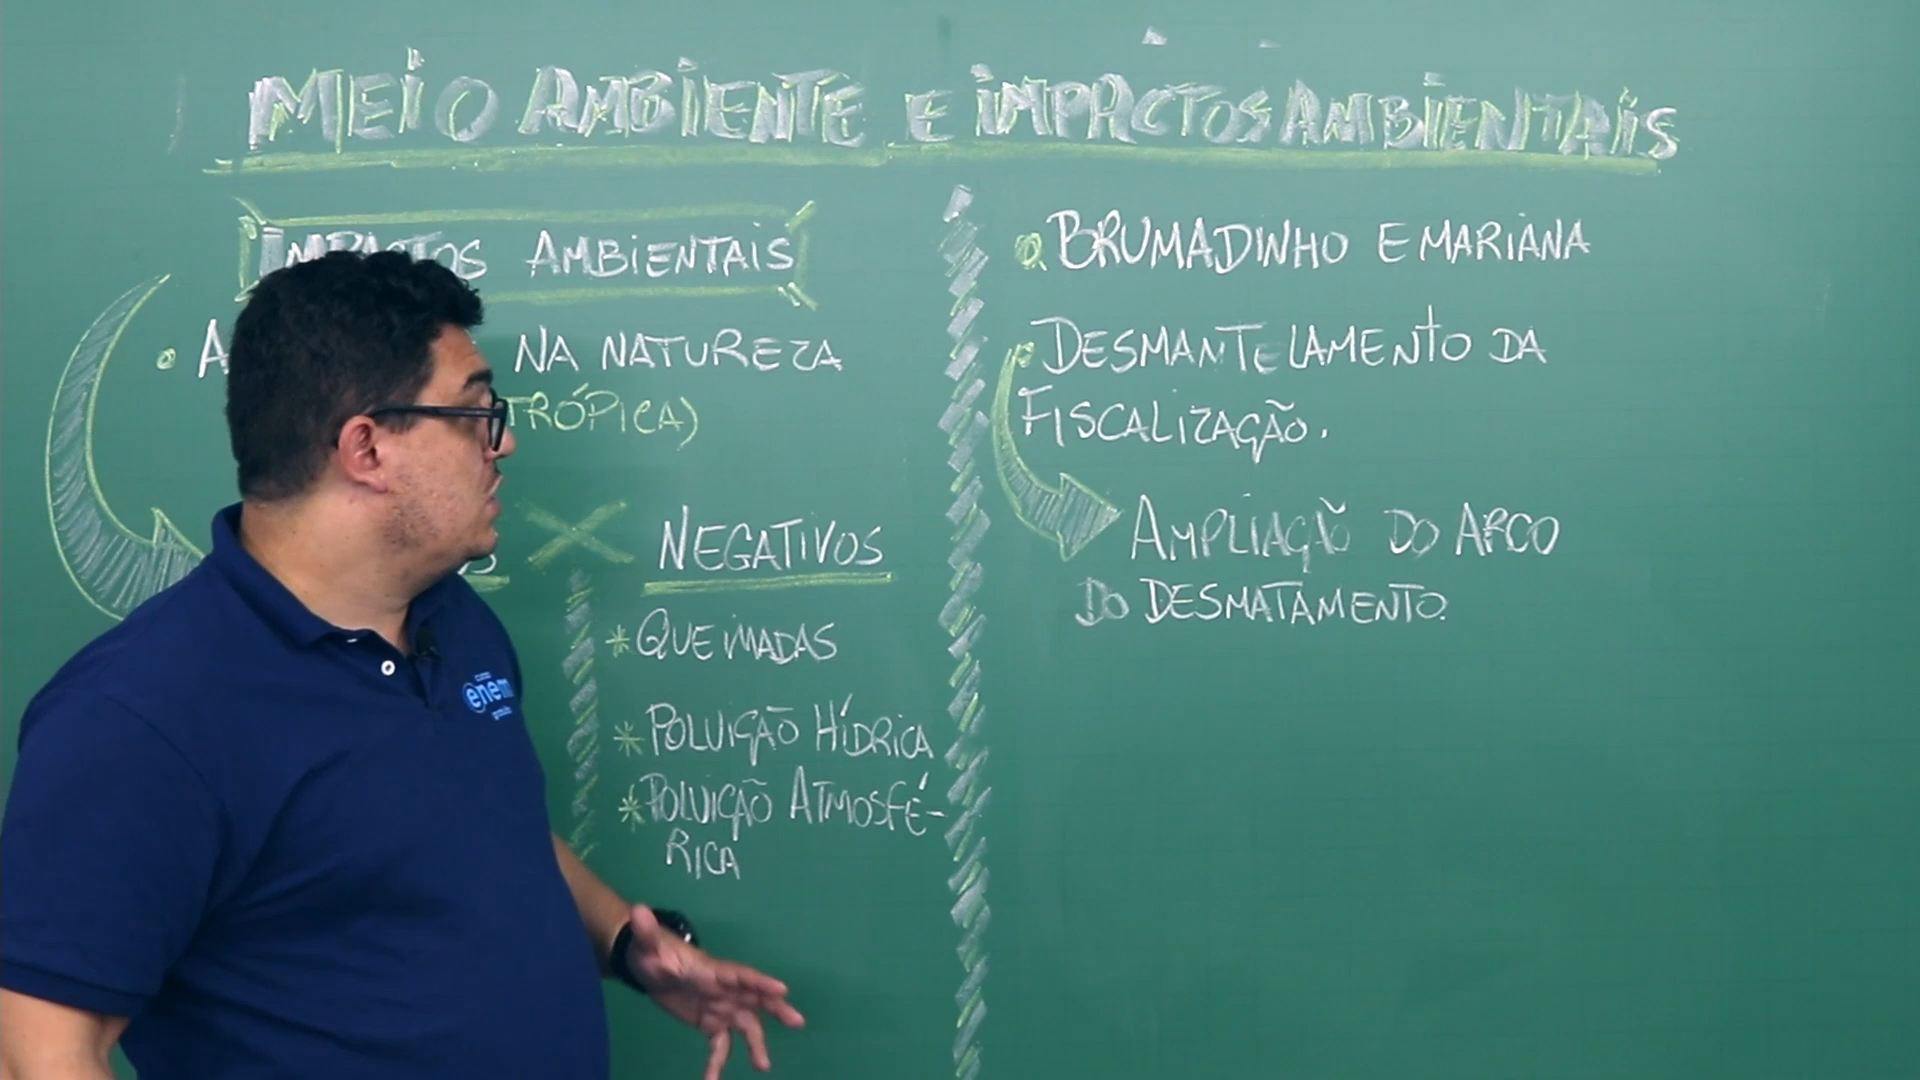 MEIO AMBIENTE E IMPACTOS AMBIENTAIS
IMPACTOS AMBIENTAIS
NA NATUREZA
NEGATIVOS
* QUEIMADAS
* POLUIÇÃO HÍDRICA
* POLUIÇÃO ATMOSFÉ-
RICA
BRUMADINHO E MARIANA
DESMANTELAMENTO DA
FISCALIZAÇÃO.
AMPLIAÇÃO DO ARCO
DO DESMATAMENTO.
enem